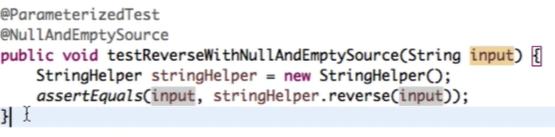 @ParameterizedTest
@NullAndEmptySource
public void testReverseWithNullAndEmptySource(String input) {
    StringHelper stringHelper = new StringHelper();
    assertEquals(input, stringHelper.reverse(input));
}